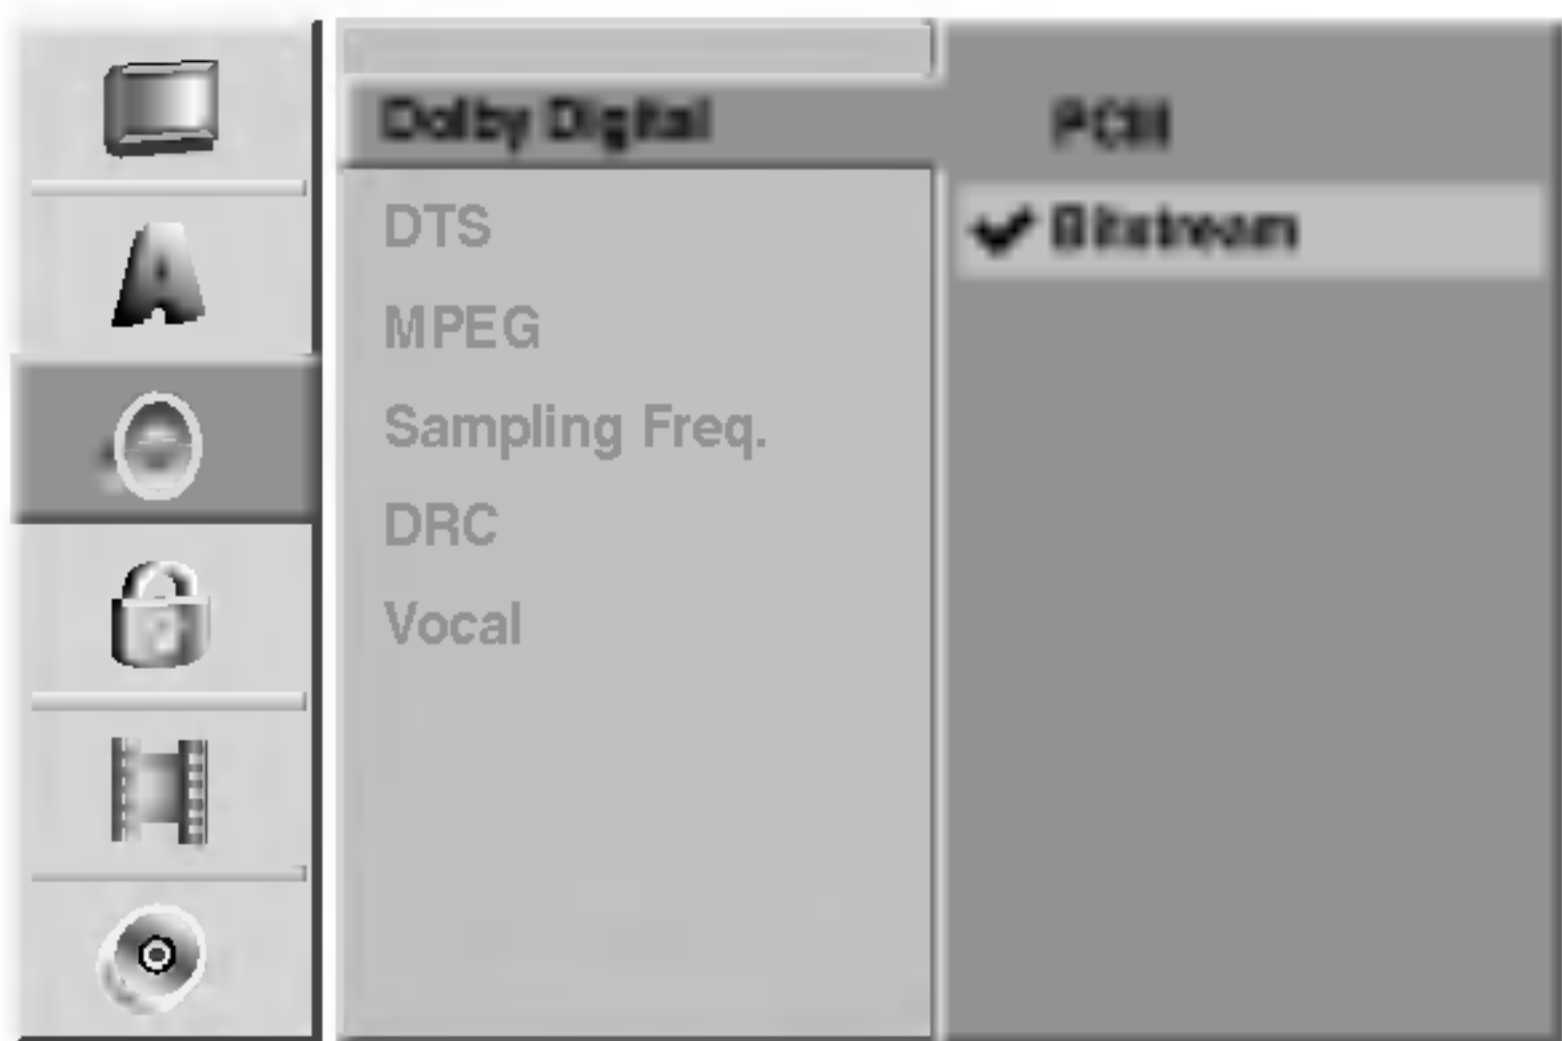 Dolby Digital
PCM
DTS
Bitstream
MPEG
Sampling Freq.
DRC
Vocal